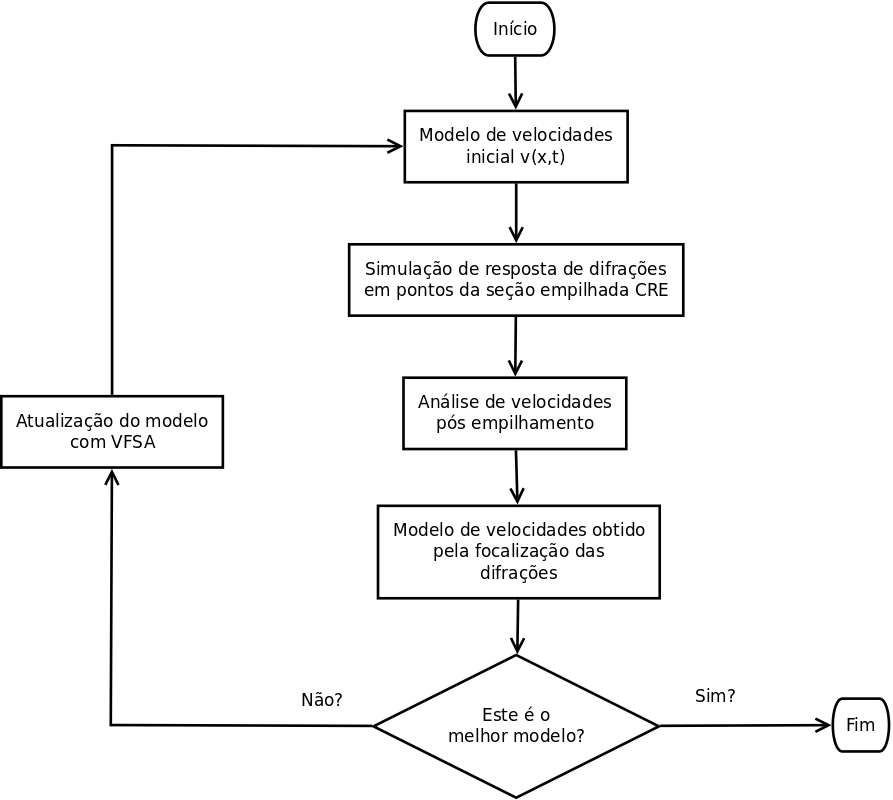 Início
Modelo de velocidades
inicial v(x,t)
Simulação de resposta de difrações
em pontos da seção empilhada CRE
Análise de velocidades
pós empilhamento
Atualização do modelo
com VFSA
Modelo de velocidades obtido
pela focalização das
difrações
Este é o
melhor modelo?
Não?
Sim?
Fim